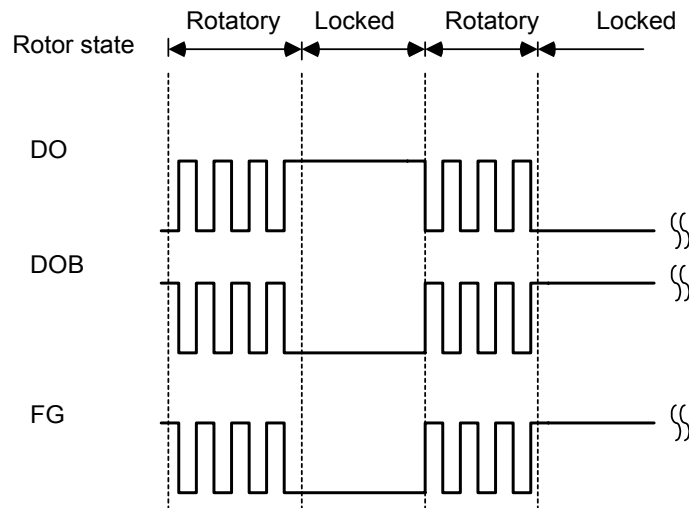 Rotatory Locked Rotatory Locked
Rotor state
DO
DOB
FG